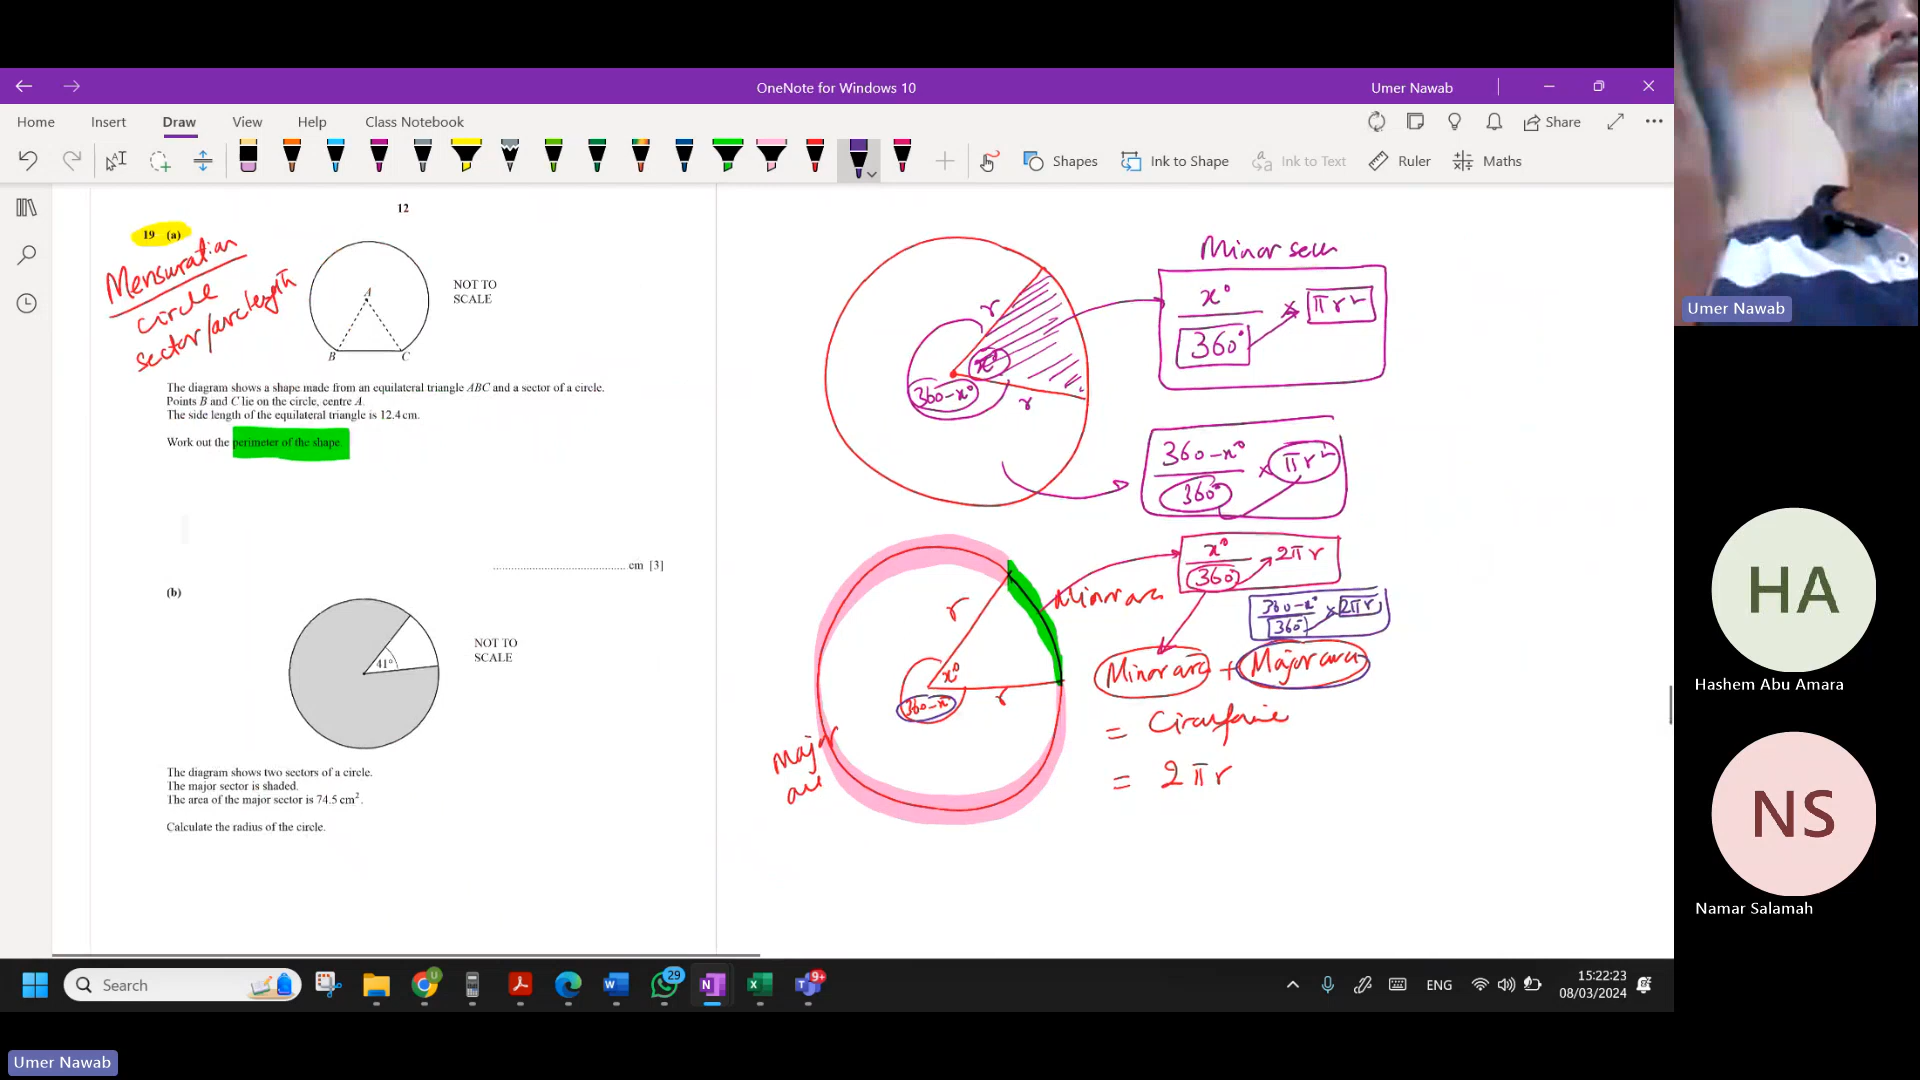 OneNote for Windows 10
Umer Nawab
Home
Insert
Draw
View
Help
Class Notebook
Share
Shapes
Ink to Shape
Ink to Text
Ruler
Maths
12
19 (a)
Mensuration
circle
sector/arc length
A
B
C
NOT TO
SCALE
The diagram shows a shape made from an equilateral triangle ABC and a sector of a circle.
Points B and C lie on the circle, centre A.
The side length of the equilateral triangle is 12.4 cm.
Work out the perimeter of the shape.
.......................................... cm [3]
(b)
41°
NOT TO
SCALE
The diagram shows two sectors of a circle.
The major sector is shaded.
The area of the major sector is 74.5 cm².
Calculate the radius of the circle.
r
x°
360-x°
r
Minor
x°
360°
× πr²
360-x°
360°
× πr²
r
x°
360-x
r
Major
Minor arc
x°
360
2πr
360-x°
360°
× 2πr
Minor arc + Major arc
=
= 2πr
Umer Nawab
HA
Hashem Abu Amara
NS
Namar Salamah
Search
29
9+
ENG
15:22:23
08/03/2024
Umer Nawab